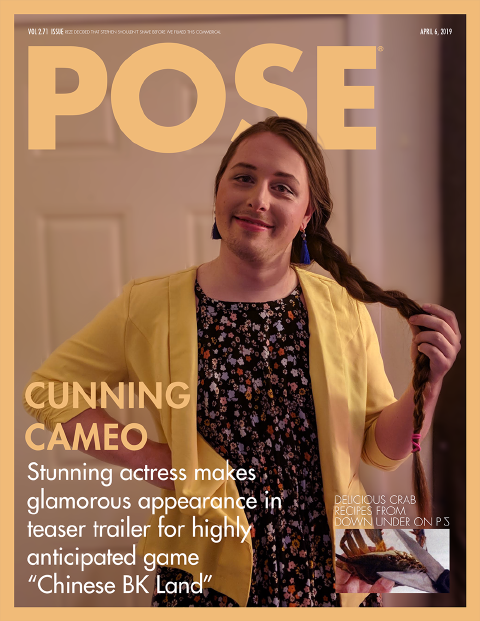 VOL 2.71 ISSUE
APRIL 6, 2019
POSE
®
CUNNING
CAMEO
Stunning actress makes
glamorous appearance in
teaser trailer for highly
anticipated game
“Chinese BK Land”
DELICIOUS CRAB
RECIPES FROM
DOWN UNDER ON P Σ